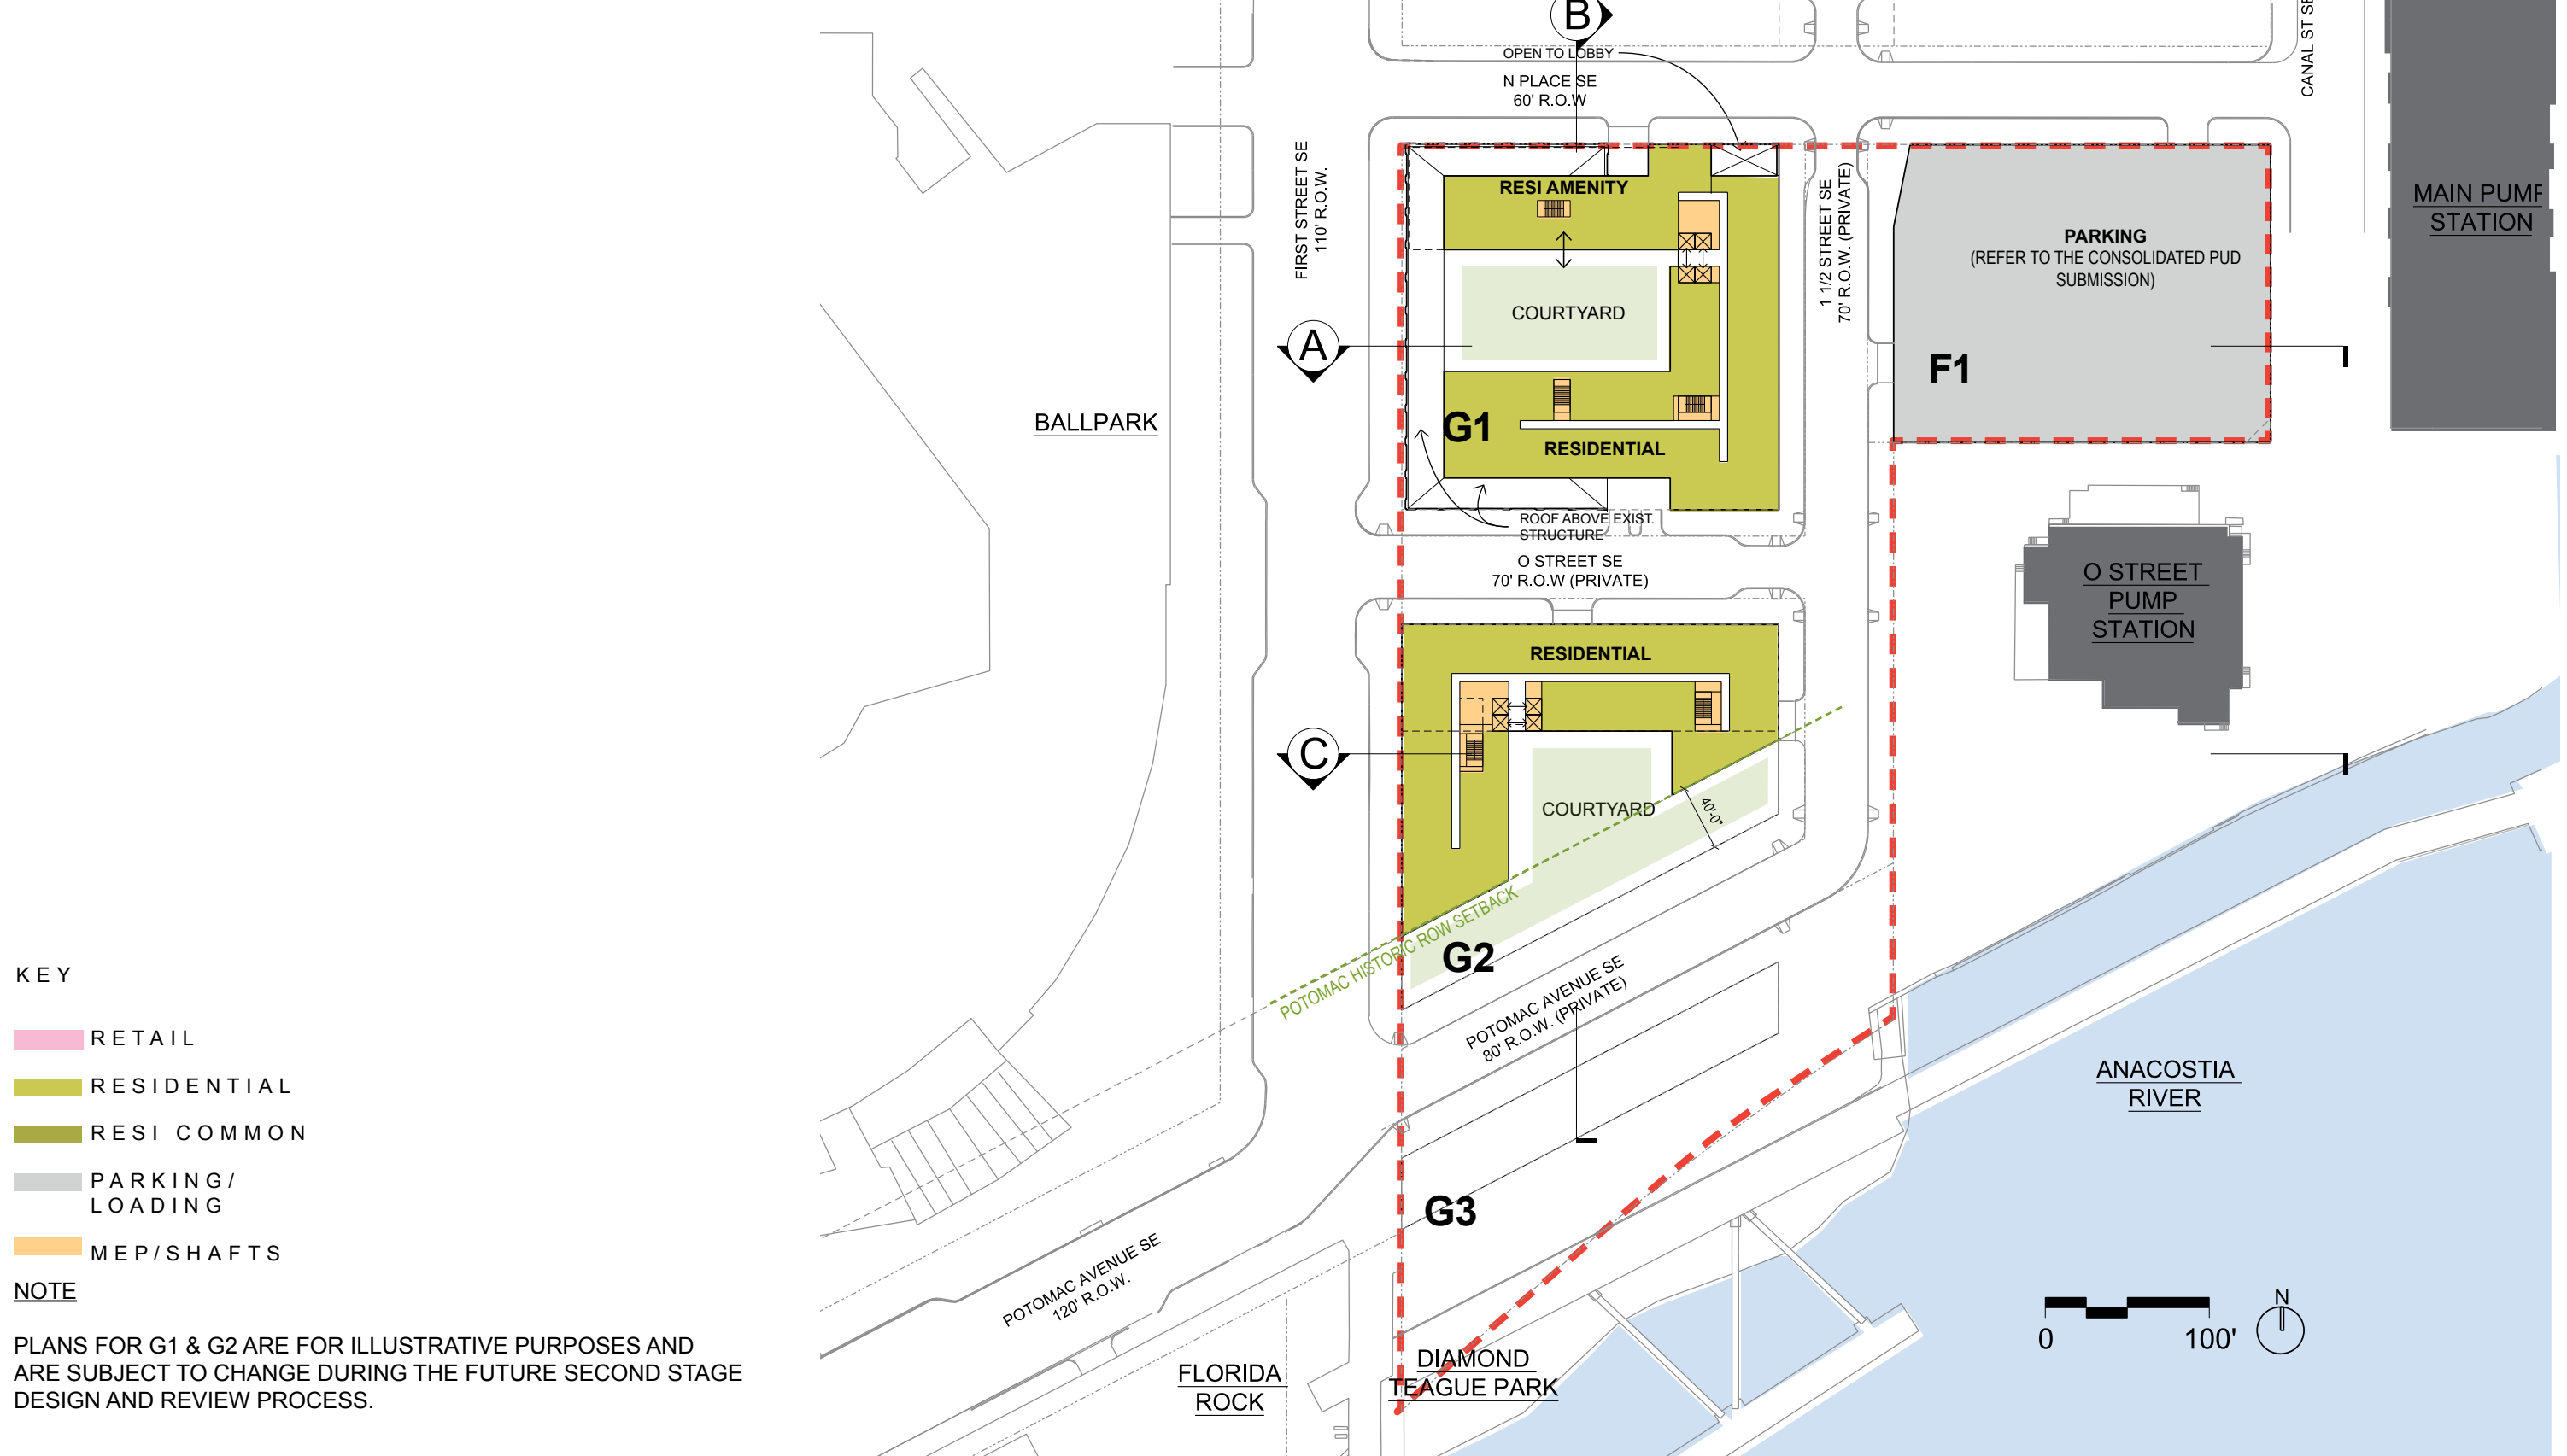 B
OPEN TO LOBBY
N PLACE SE
60' R.O.W
CANAL ST SE
FIRST STREET SE
110' R.O.W.
RESI AMENITY
1 1/2 STREET SE
70' R.O.W. (PRIVATE)
PARKING
(REFER TO THE CONSOLIDATED PUD
SUBMISSION)
MAIN PUMP
STATION
COURTYARD
A
F1
BALLPARK
G1
RESIDENTIAL
ROOF ABOVE EXIST.
STRUCTURE
O STREET SE
70' R.O.W (PRIVATE)
O STREET
PUMP
STATION
RESIDENTIAL
C
COURTYARD
40'-0"
POTOMAC HISTORIC ROW SETBACK
G2
POTOMAC AVENUE SE
80' R.O.W. (PRIVATE)
ANACOSTIA
RIVER
G3
POTOMAC AVENUE SE
120' R.O.W.
FLORIDA
ROCK
DIAMOND
TEAGUE PARK
0 100'
N
KEY
RETAIL
RESIDENTIAL
RESI COMMON
PARKING/
LOADING
MEP/SHAFTS
NOTE
PLANS FOR G1 & G2 ARE FOR ILLUSTRATIVE PURPOSES AND
ARE SUBJECT TO CHANGE DURING THE FUTURE SECOND STAGE
DESIGN AND REVIEW PROCESS.